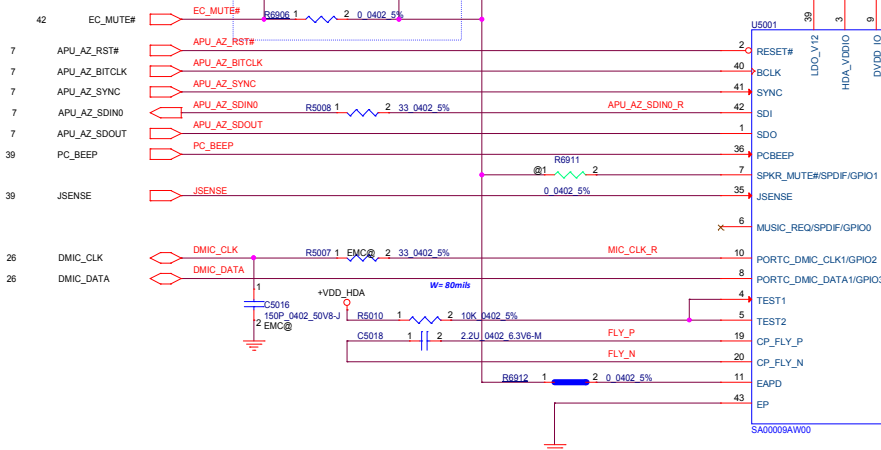 42 EC_MUTE# EC_MUTE# R6906 1 2 0_0402_5%
U5001
39 3 9
LDO_V12 HDA_VDDIO DVDD_IO
7 APU_AZ_RST# APU_AZ_RST# 2 RESET#
7 APU_AZ_BITCLK APU_AZ_BITCLK 40 BCLK
7 APU_AZ_SYNC APU_AZ_SYNC 41 SYNC
7 APU_AZ_SDIN0 APU_AZ_SDIN0 R5008 1 2 33_0402_5% APU_AZ_SDIN0_R 42 SDI
7 APU_AZ_SDOUT APU_AZ_SDOUT 1 SDO
39 PC_BEEP PC_BEEP 36 PCBEEP
R6911
@1 2 7 SPKR_MUTE#/SPDIF/GPIO1
39 JSENSE JSENSE 0_0402_5% 35 JSENSE
6 MUSIC_REQ/SPDIF/GPIO0
26 DMIC_CLK DMIC_CLK R5007 1 EMC@ 2 33_0402_5% MIC_CLK_R 10 PORTC_DMIC_CLK1/GPIO2
26 DMIC_DATA DMIC_DATA 8 PORTC_DMIC_DATA1/GPIO3
1 W= 80mils
C5016 +VDD_HDA 4 TEST1
150P_0402_50V8-J R5010 1 2 10K_0402_5% 5 TEST2
2 EMC@
C5018 1 2 2.2U_0402_6.3V6-M FLY_P 19 CP_FLY_P
FLY_N 20 CP_FLY_N
R6912 1 2 0_0402_5% 11 EAPD
43 EP
SA00009AW00